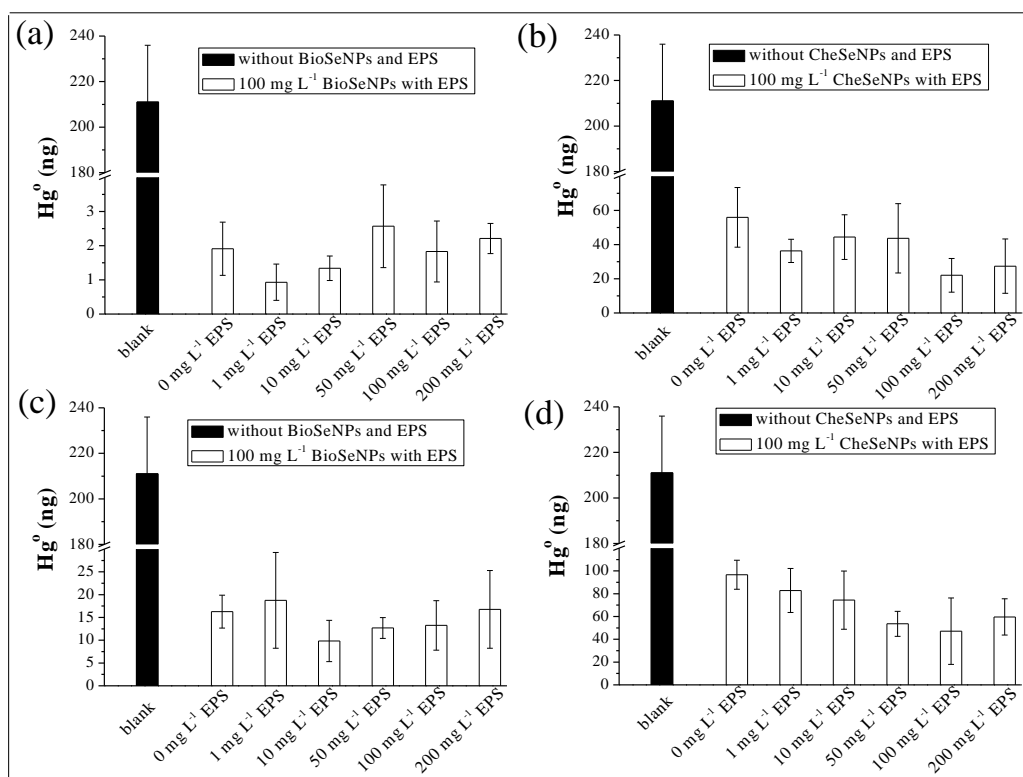 (a)
without BioSeNPs and EPS
100 mg L⁻¹ BioSeNPs with EPS
Hg⁰ (ng)
240
220
200
180
3
2
1
0
blank
0 mg L⁻¹ EPS
1 mg L⁻¹ EPS
10 mg L⁻¹ EPS
50 mg L⁻¹ EPS
100 mg L⁻¹ EPS
200 mg L⁻¹ EPS
(b)
without CheSeNPs and EPS
100 mg L⁻¹ CheSeNPs with EPS
Hg⁰ (ng)
240
220
200
180
60
40
20
0
blank
0 mg L⁻¹ EPS
1 mg L⁻¹ EPS
10 mg L⁻¹ EPS
50 mg L⁻¹ EPS
100 mg L⁻¹ EPS
200 mg L⁻¹ EPS
(c)
without BioSeNPs and EPS
100 mg L⁻¹ BioSeNPs with EPS
Hg⁰ (ng)
240
210
200
180
25
20
15
10
5
0
blank
0 mg L⁻¹ EPS
1 mg L⁻¹ EPS
10 mg L⁻¹ EPS
50 mg L⁻¹ EPS
100 mg L⁻¹ EPS
200 mg L⁻¹ EPS
(d)
without CheSeNPs and EPS
100 mg L⁻¹ CheSeNPs with EPS
Hg⁰ (ng)
240
220
200
180
100
80
60
40
20
0
blank
0 mg L⁻¹ EPS
1 mg L⁻¹ EPS
10 mg L⁻¹ EPS
50 mg L⁻¹ EPS
100 mg L⁻¹ EPS
200 mg L⁻¹ EPS